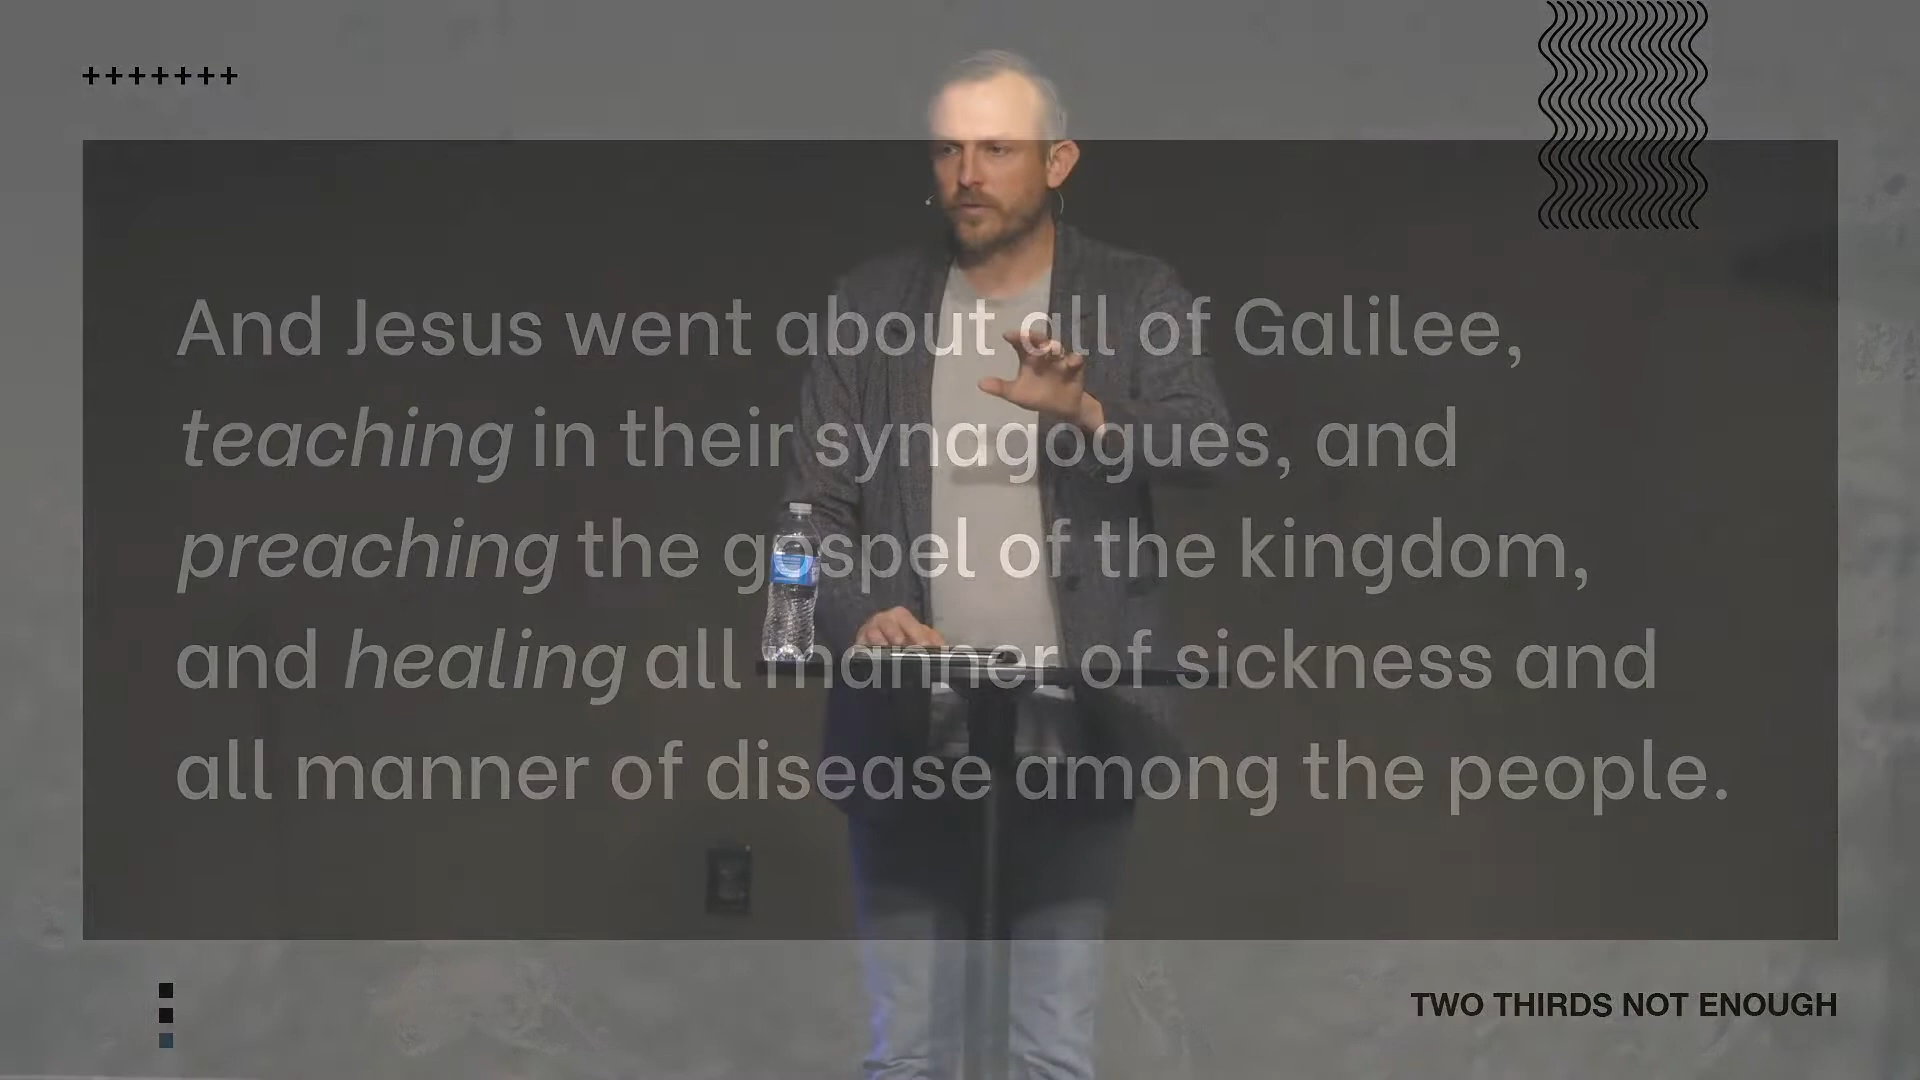 +++++++
And Jesus went about all of Galilee,
teaching in their synagogues, and
preaching the gospel of the kingdom,
and healing all manner of sickness and
all manner of disease among the people.
TWO THIRDS NOT ENOUGH